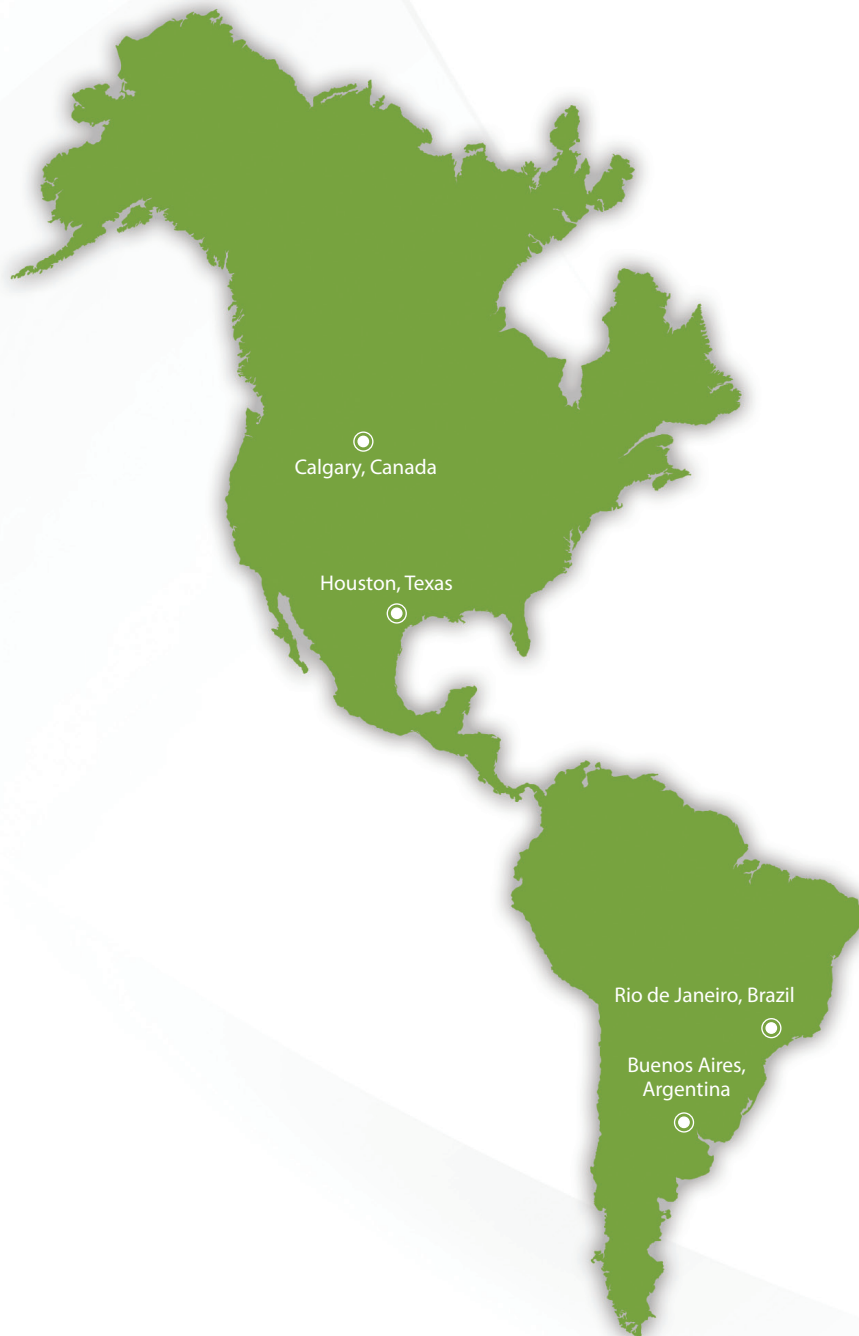 Calgary, Canada
Houston, Texas
Rio de Janeiro, Brazil
Buenos Aires,
Argentina